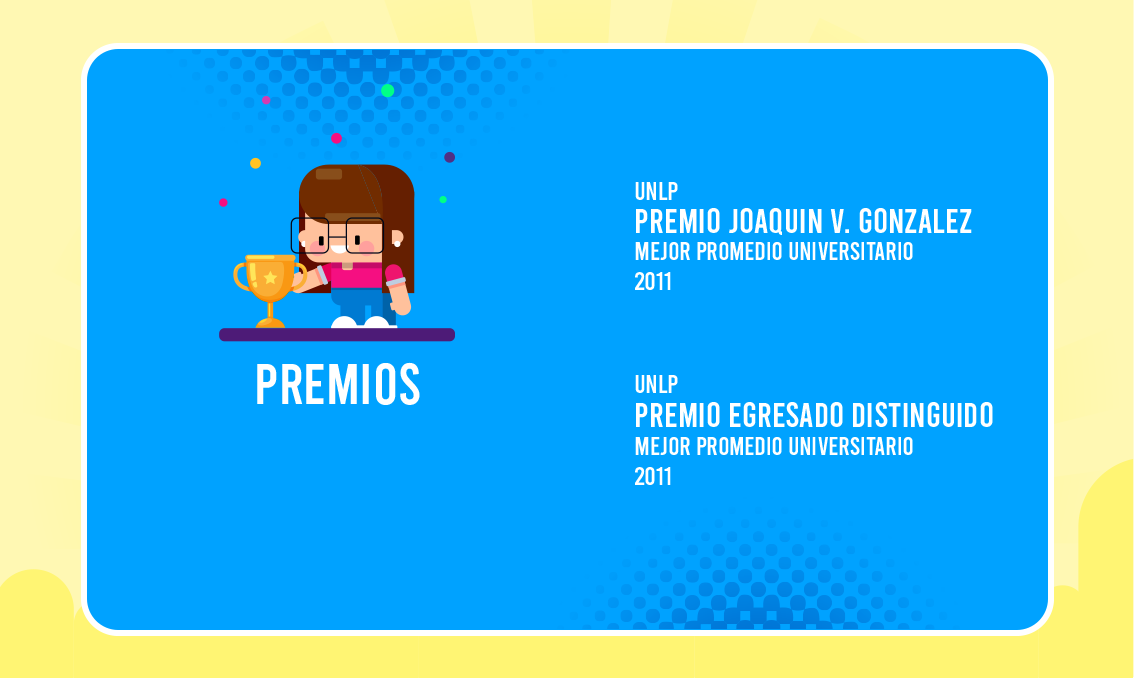 PREMIOS
UNLP
PREMIO JOAQUIN V. GONZALEZ
MEJOR PROMEDIO UNIVERSITARIO
2011
UNLP
PREMIO EGRESADO DISTINGUIDO
MEJOR PROMEDIO UNIVERSITARIO
2011